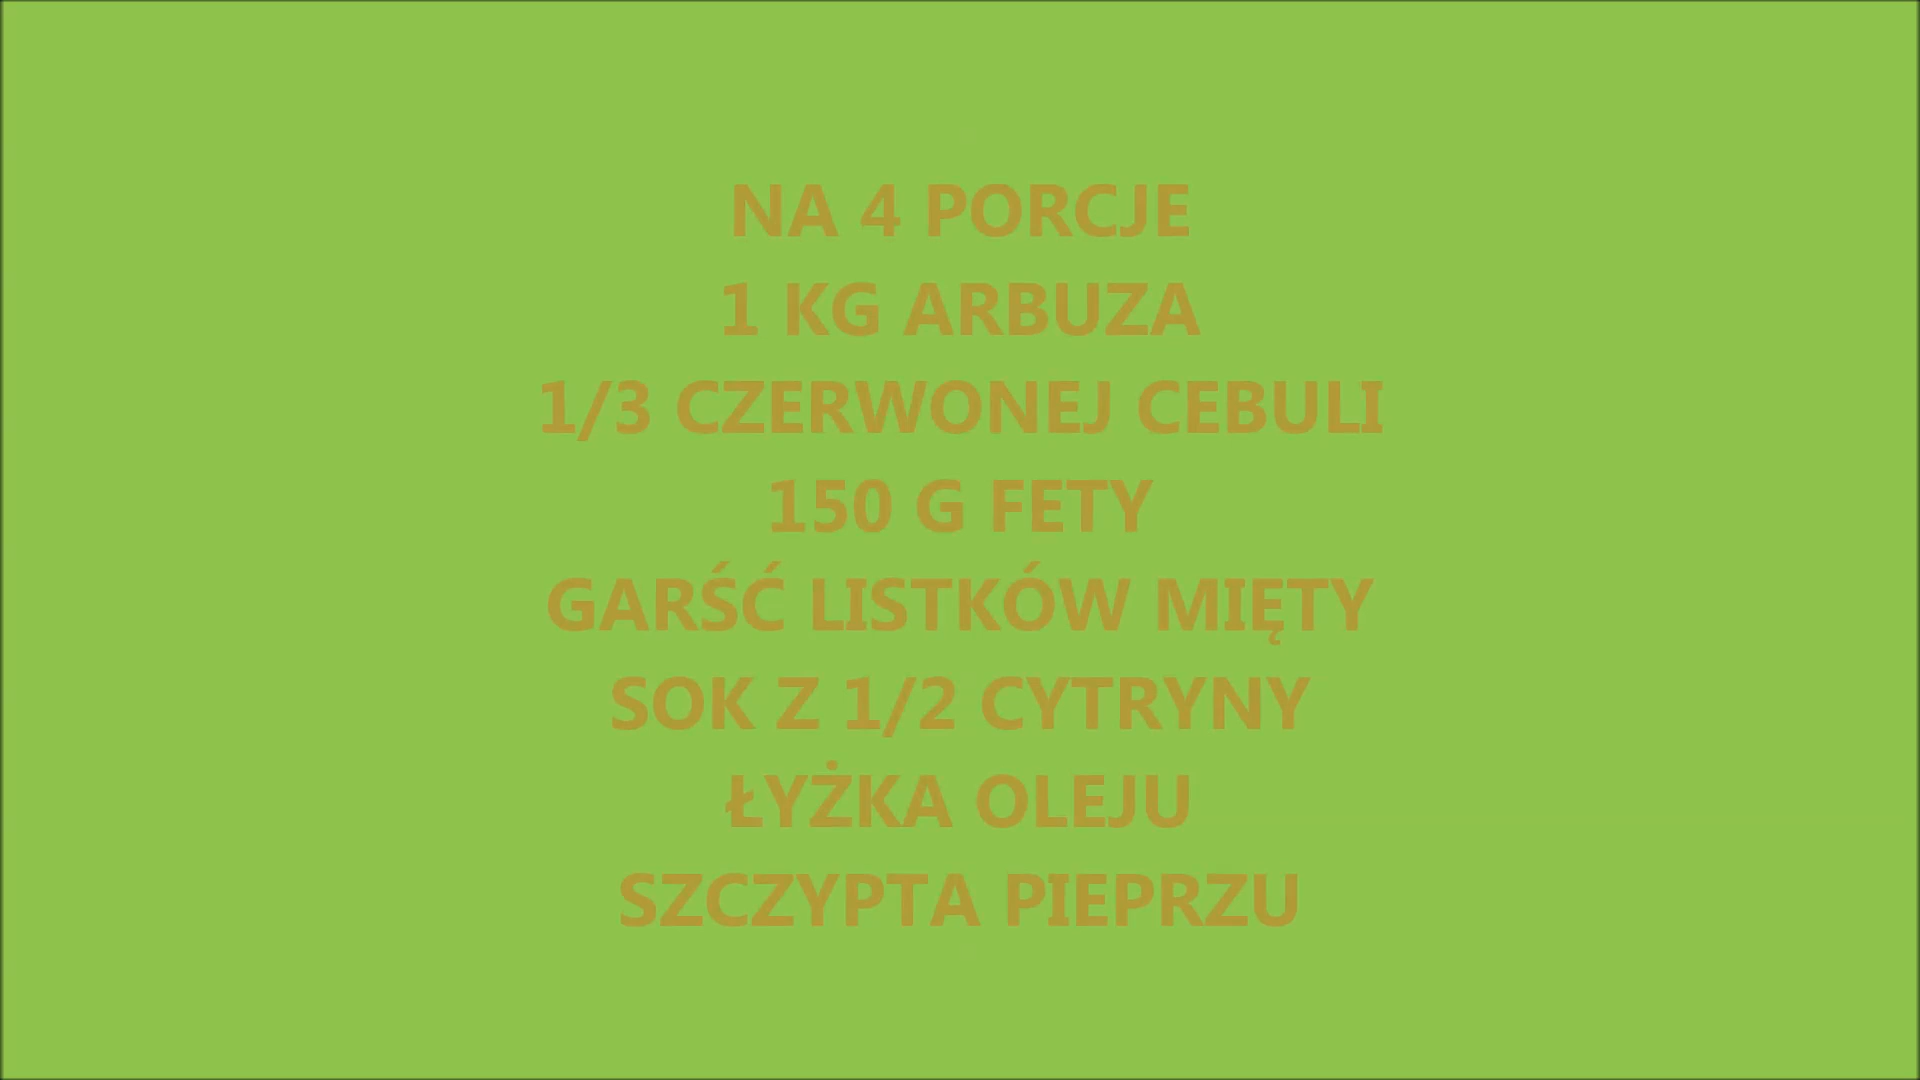 NA 4 PORCJE
1 KG ARBUZA
1/3 CZERWONEJ CEBULI
150 G FETY
GARŚĆ LISTKÓW MIĘTY
SOK Z 1/2 CYTRYNY
ŁYŻKA OLEJU
SZCZYPTA PIEPRZU